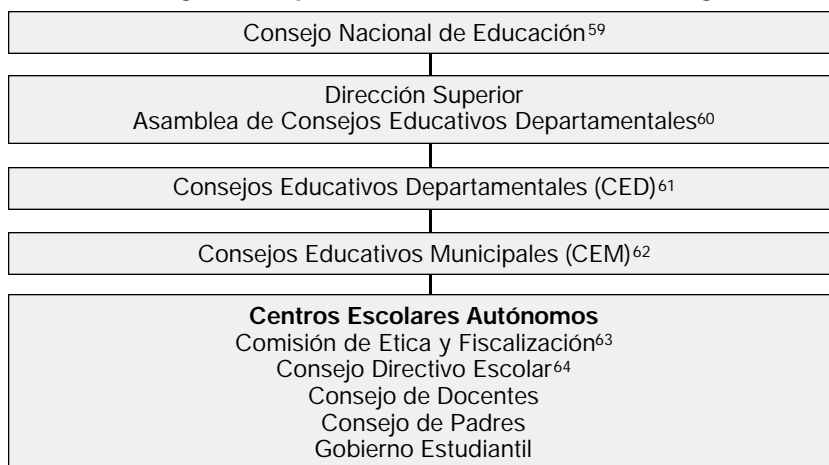 Consejo Nacional de Educación59
Dirección Superior
Asamblea de Consejos Educativos Departamentales60
Consejos Educativos Departamentales (CED)61
Consejos Educativos Municipales (CEM)62
Centros Escolares Autónomos
Comisión de Etica y Fiscalización63
Consejo Directivo Escolar64
Consejo de Docentes
Consejo de Padres
Gobierno Estudiantil